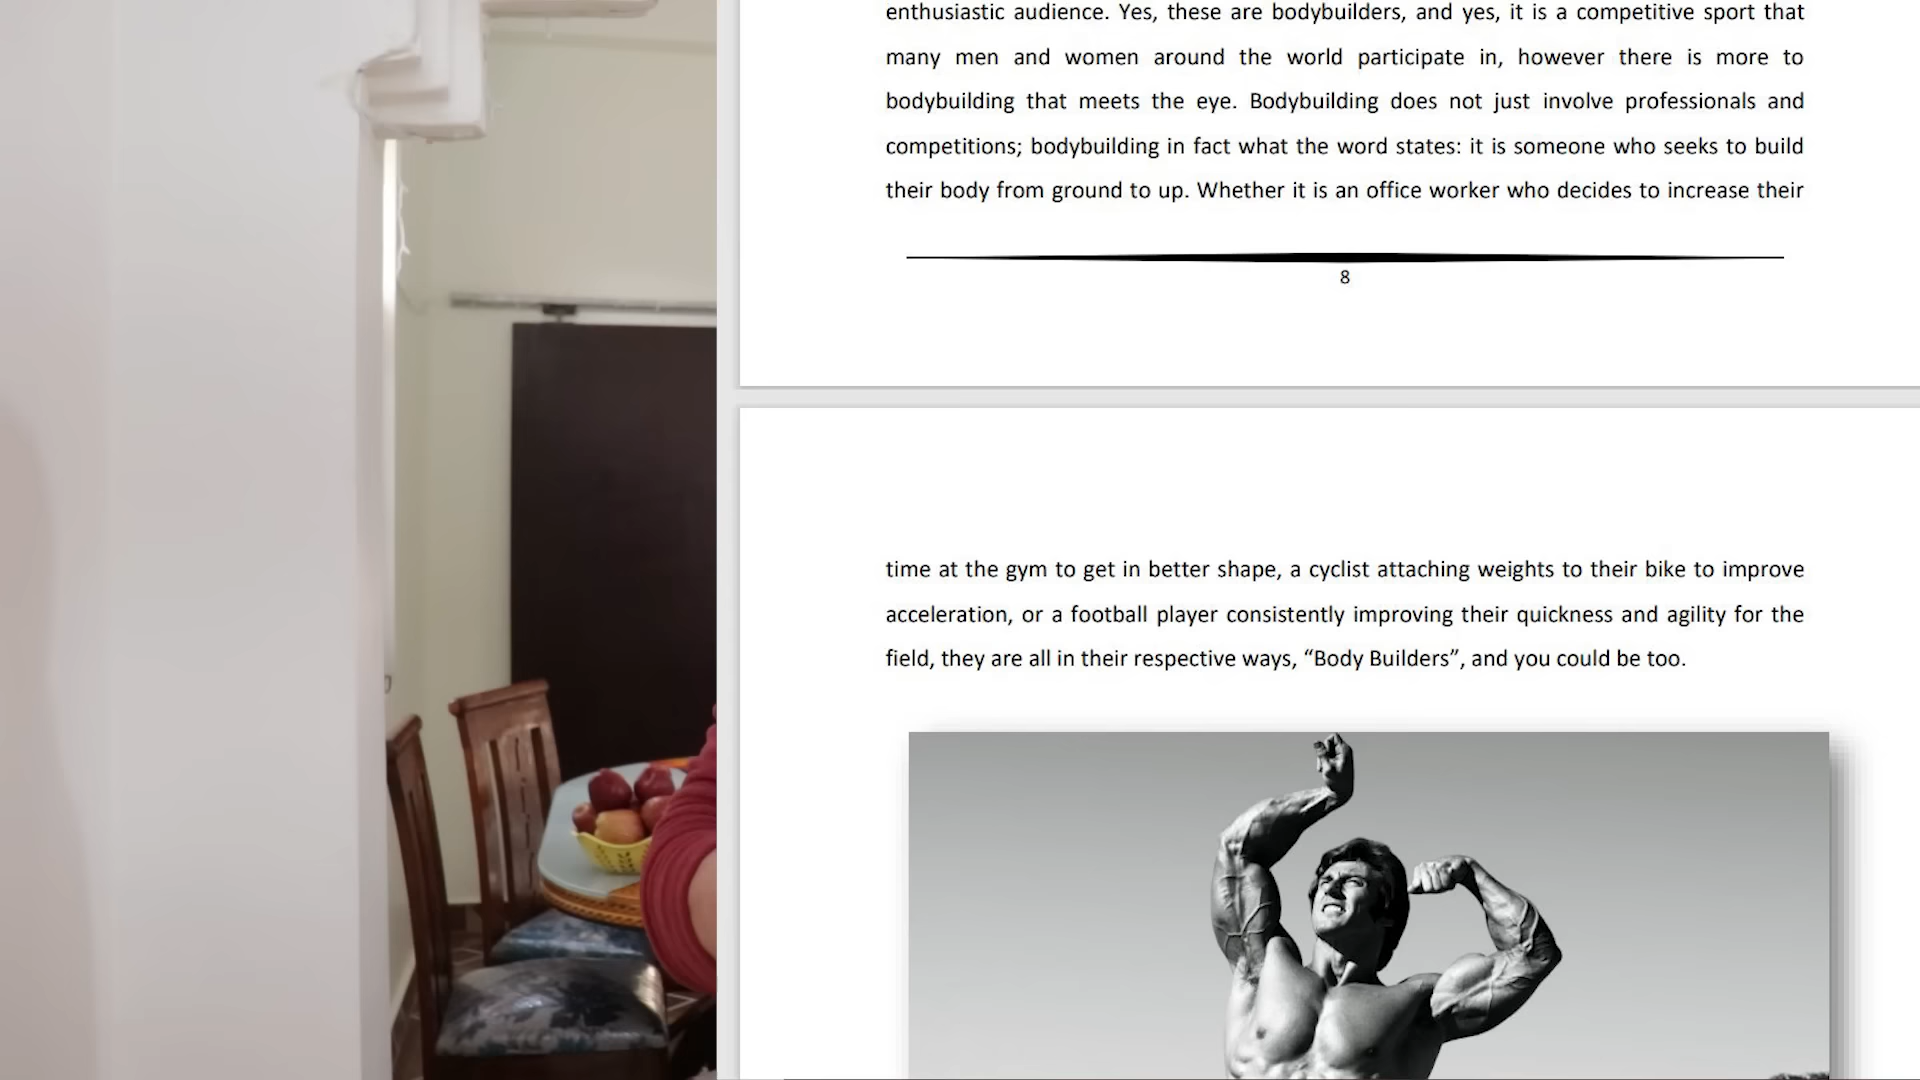 enthusiastic audience. Yes, these are bodybuilders, and yes, it is a competitive sport that
many men and women around the world participate in, however there is more to
bodybuilding that meets the eye. Bodybuilding does not just involve professionals and
competitions; bodybuilding in fact what the word states: it is someone who seeks to build
their body from ground to up. Whether it is an office worker who decides to increase their
8
time at the gym to get in better shape, a cyclist attaching weights to their bike to improve
acceleration, or a football player consistently improving their quickness and agility for the
field, they are all in their respective ways, “Body Builders”, and you could be too.